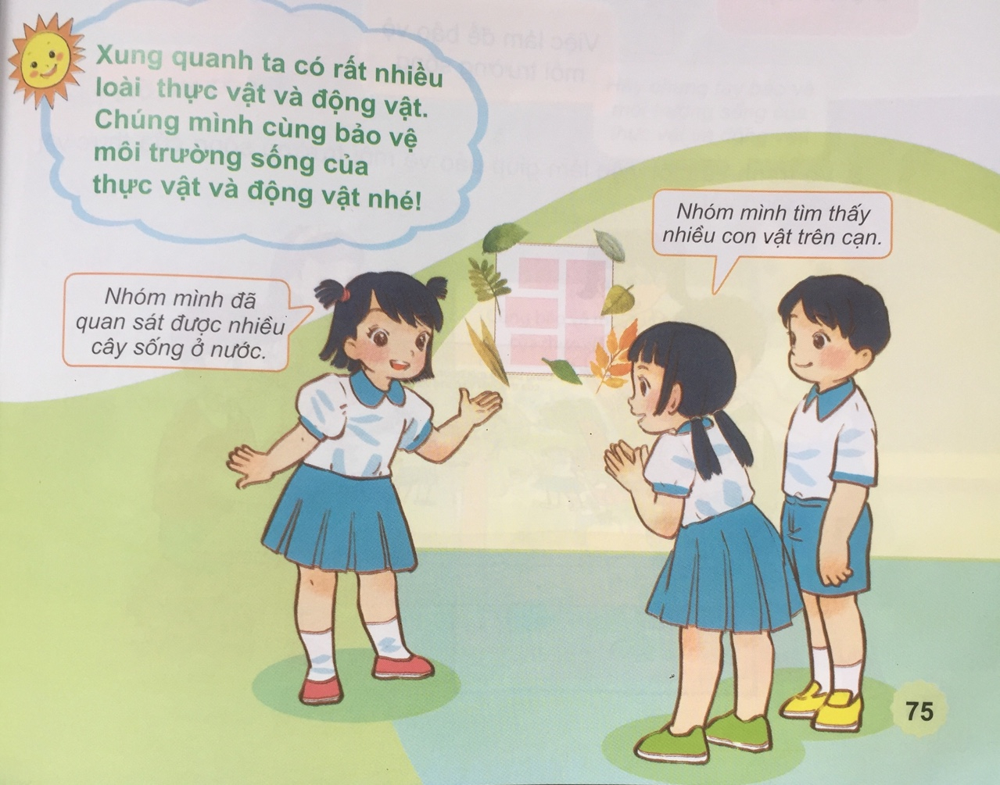 Xung quanh ta có rất nhiều
loài thực vật và động vật.
Chúng mình cùng bảo vệ
môi trường sống của
thực vật và động vật nhé!
Nhóm mình tìm thấy
nhiều con vật trên cạn.
Nhóm mình đã
quan sát được nhiều
cây sống ở nước.
75